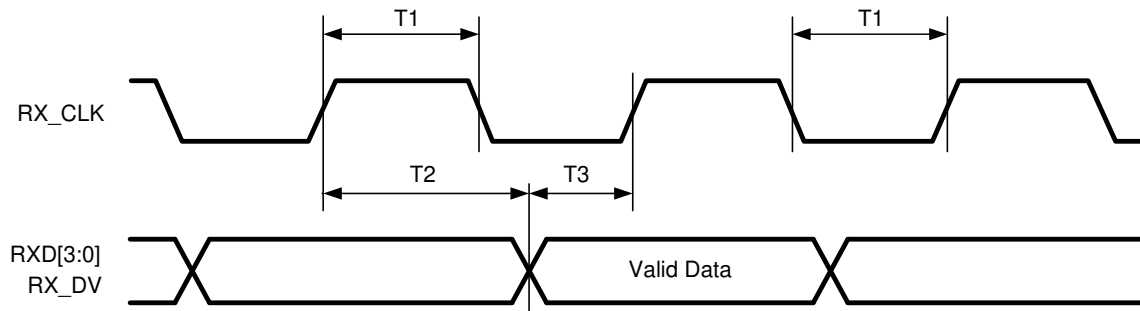 T1
T1
RX_CLK
T2
T3
RXD[3:0]
RX_DV
Valid Data